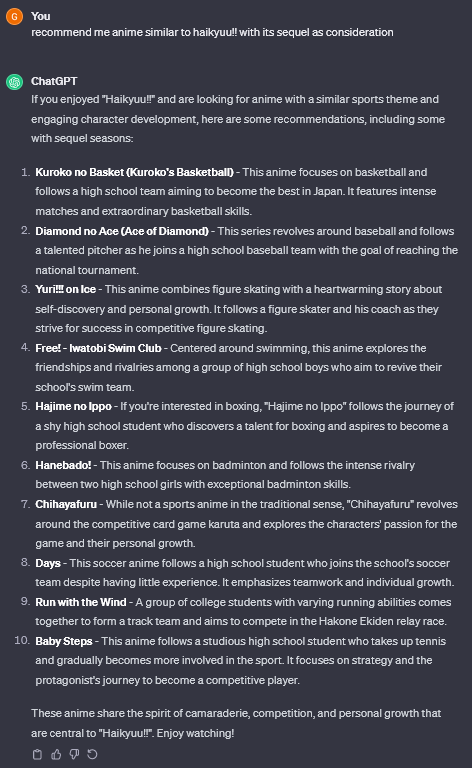 G You
recommend me anime similar to haikyuu!! with its sequel as consideration
ChatGPT
If you enjoyed "Haikyuu!!" and are looking for anime with a similar sports theme and
engaging character development, here are some recommendations, including some
with sequel seasons:
1. Kuroko no Basket (Kuroko's Basketball) - This anime focuses on basketball and
follows a high school team aiming to become the best in Japan. It features intense
matches and extraordinary basketball skills.
2. Diamond no Ace (Ace of Diamond) - This series revolves around baseball and follows
a talented pitcher as he joins a high school baseball team with the goal of reaching the
national tournament.
3. Yuri!!! on Ice - This anime combines figure skating with a heartwarming story about
self-discovery and personal growth. It follows a figure skater and his coach as they
strive for success in competitive figure skating.
4. Free! - Iwatobi Swim Club - Centered around swimming, this anime explores the
friendships and rivalries among a group of high school boys who aim to revive their
school's swim team.
5. Hajime no Ippo - If you're interested in boxing, "Hajime no Ippo" follows the journey of
a shy high school student who discovers a talent for boxing and aspires to become a
professional boxer.
6. Hanebado! - This anime focuses on badminton and follows the intense rivalry
between two high school girls with exceptional badminton skills.
7. Chihayafuru - While not a sports anime in the traditional sense, "Chihayafuru" revolves
around the competitive card game karuta and explores the characters' passion for the
game and their personal growth.
8. Days - This soccer anime follows a high school student who joins the school's soccer
team despite having little experience. It emphasizes teamwork and individual growth.
9. Run with the Wind - A group of college students with varying running abilities comes
together to form a track team and aims to compete in the Hakone Ekiden relay race.
10. Baby Steps - This anime follows a studious high school student who takes up tennis
and gradually becomes more involved in the sport. It focuses on strategy and the
protagonist's journey to become a competitive player.
These anime share the spirit of camaraderie, competition, and personal growth that
are central to "Haikyuu!!". Enjoy watching!